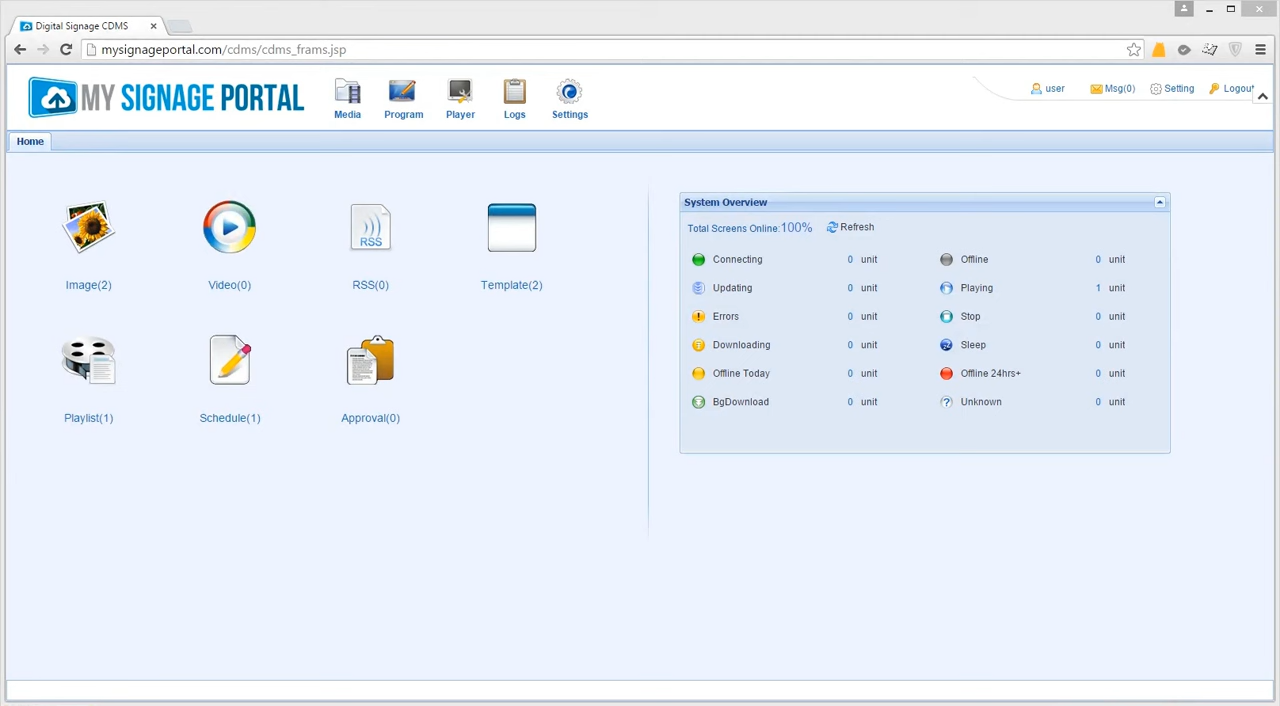 Digital Signage CDMS
mysignageportal.com/cdms/cdms_frams.jsp
MY SIGNAGE PORTAL
Media
Program
Player
Logs
Settings
user
Msg(0)
Setting
Logout
Home
Image(2)
Video(0)
RSS
RSS(0)
Template(2)
Playlist(1)
Schedule(1)
Approval(0)
System Overview
Total Screens Online:100% Refresh
Connecting 0 unit Offline 0 unit
Updating 0 unit Playing 1 unit
Errors 0 unit Stop 0 unit
Downloading 0 unit Sleep 0 unit
Offline Today 0 unit Offline 24hrs+ 0 unit
BgDownload 0 unit Unknown 0 unit